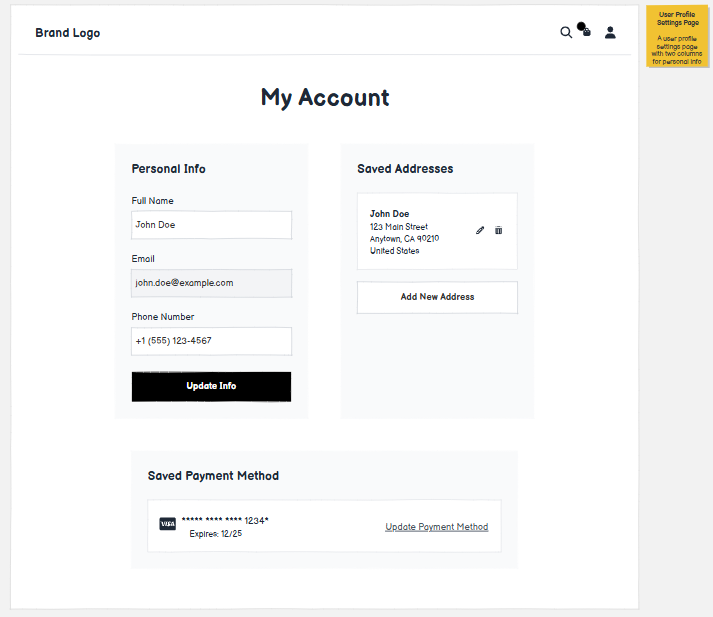 Brand Logo
User Profile
Settings Page
A user profile
settings page
with two columns
for personal info
My Account
Personal Info
Full Name
John Doe
Email
john.doe@example.com
Phone Number
+1 (555) 123-4567
Update Info
Saved Addresses
John Doe
123 Main Street
Anytown, CA 90210
United States
Add New Address
Saved Payment Method
VISA
***** **** **** 1234*
Expires: 12/25
Update Payment Method